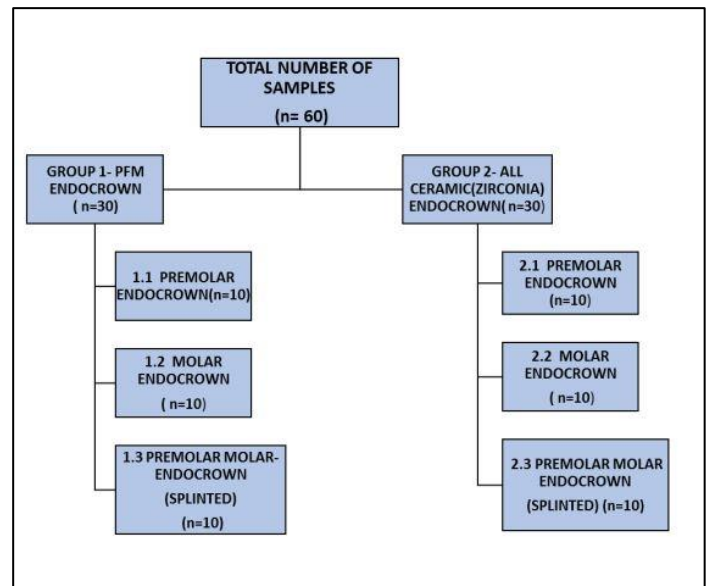 TOTAL NUMBER OF
SAMPLES
(n= 60)
GROUP 1- PFM
ENDOCROWN
( n=30)
GROUP 2- ALL
CERAMIC(ZIRCONIA)
ENDOCROWN( n=30)
1.1 PREMOLAR
ENDOCROWN(n=10)
1.2 MOLAR
ENDOCROWN
( n=10)
1.3 PREMOLAR MOLAR-
ENDOCROWN
(SPLINTED)
(n=10)
2.1 PREMOLAR
ENDOCROWN
(n=10)
2.2 MOLAR
ENDOCROWN
( n=10)
2.3 PREMOLAR MOLAR
ENDOCROWN
(SPLINTED) (n=10)